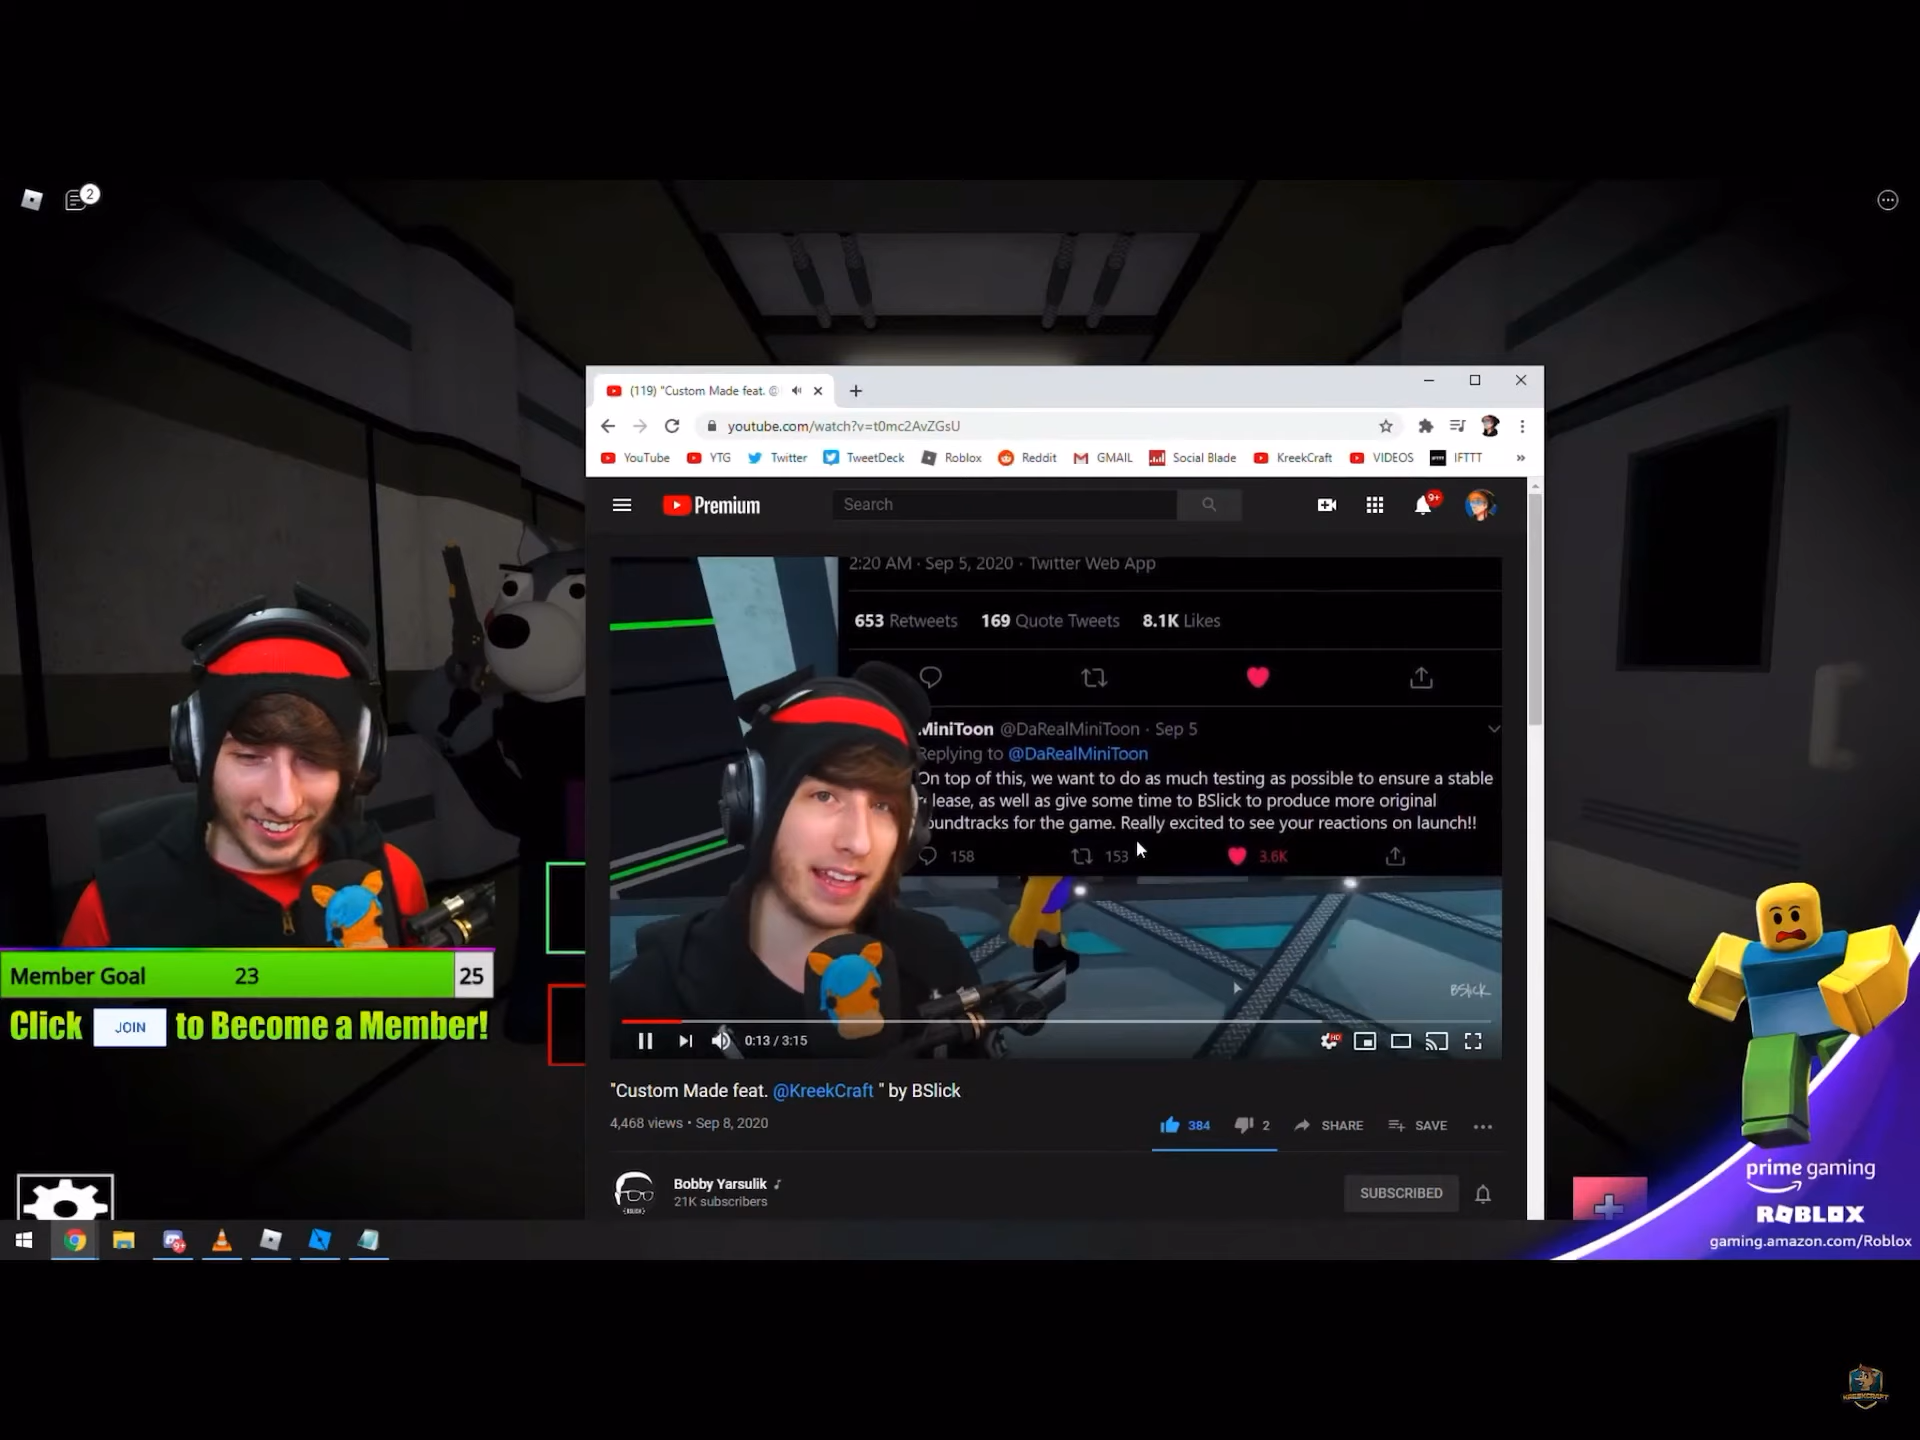 2
(119) "Custom Made feat. @
youtube.com/watch?v=t0mc2AvZGsU
YouTube YTG Twitter TweetDeck Roblox Reddit GMAIL Social Blade KreekCraft VIDEOS IFTTT »
Premium
Search
9+
2:20 AM · Sep 5, 2020 · Twitter Web App
653 Retweets 169 Quote Tweets 8.1K Likes
MiniToon @DaRealMiniToon · Sep 5
Replying to @DaRealMiniToon
On top of this, we want to do as much testing as possible to ensure a stable
lease, as well as give some time to BSlick to produce more original
oundtracks for the game. Really excited to see your reactions on launch!!
158 153 3.6K
BSlick
HD
0:13 / 3:15
"Custom Made feat. @KreekCraft " by BSlick
4,468 views • Sep 8, 2020
384 2 SHARE SAVE
Bobby Yarsulik
21K subscribers
SUBSCRIBED
Member Goal 23 25
Click JOIN to Become a Member!
prime gaming
ROBLOX
gaming.amazon.com/Roblox
KREEKCRAFT